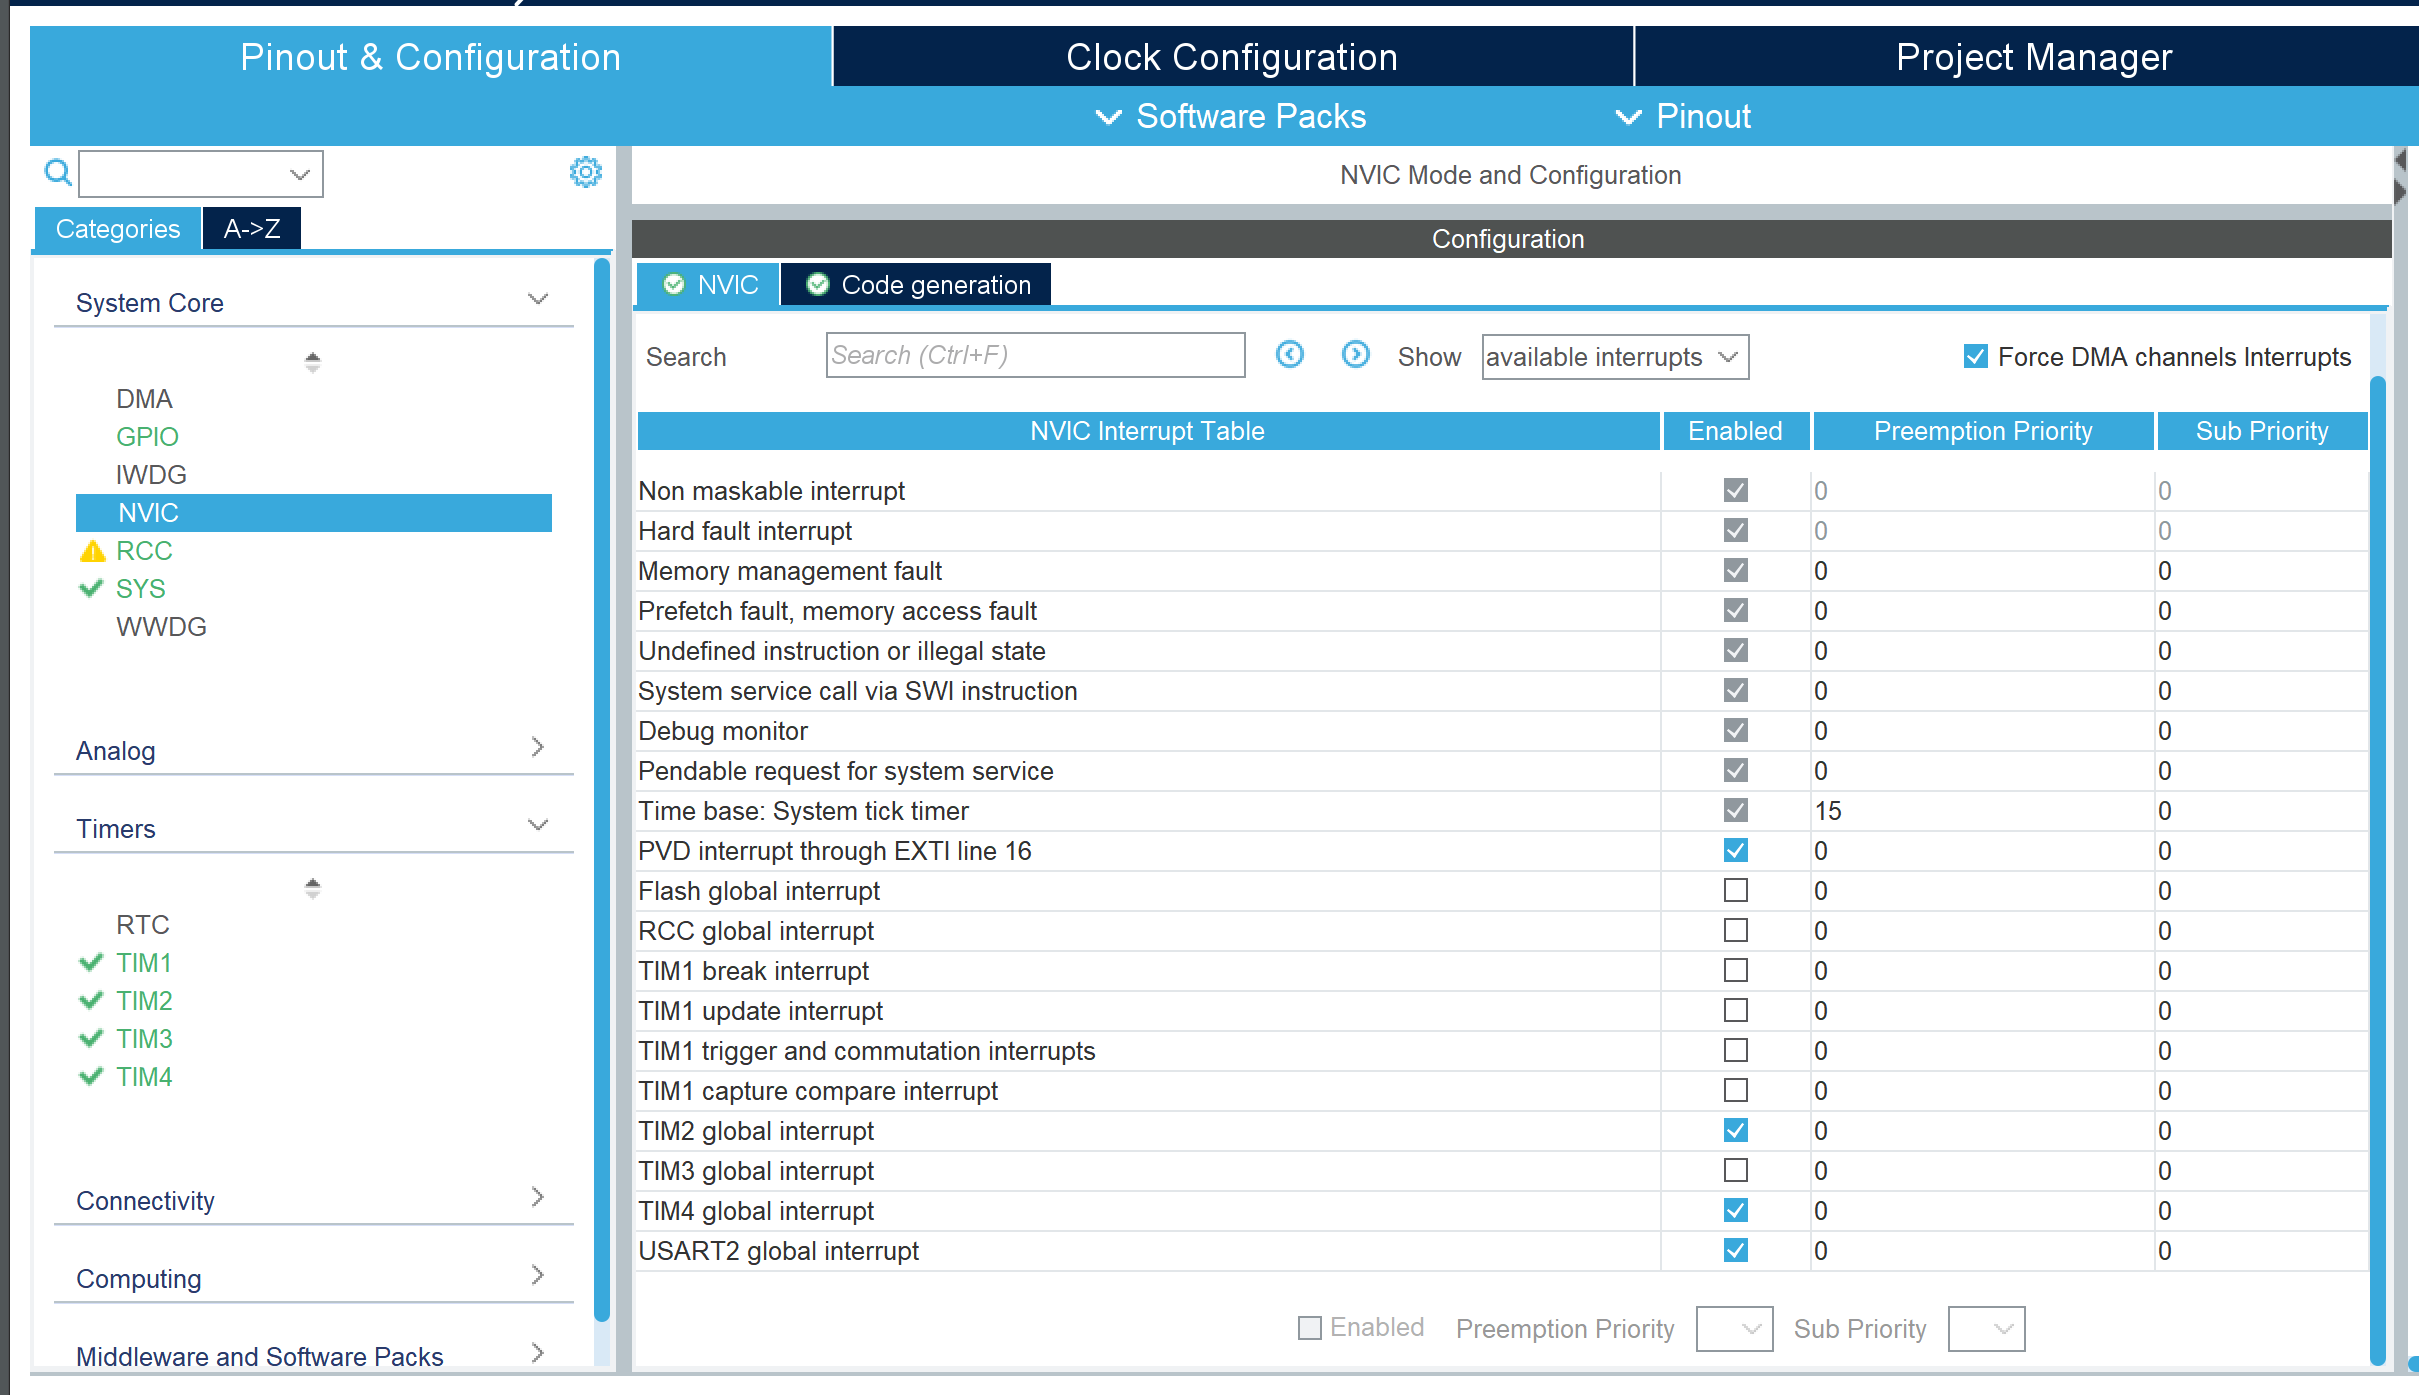 Pinout & Configuration
Clock Configuration
Project Manager
Software Packs
Pinout
NVIC Mode and Configuration
Categories
A->Z
Configuration
System Core
NVIC
Code generation
Search
Search (Ctrl+F)
Show
available interrupts
Force DMA channels Interrupts
DMA
GPIO
IWDG
NVIC
RCC
SYS
WWDG
Analog
Timers
RTC
TIM1
TIM2
TIM3
TIM4
Connectivity
Computing
Middleware and Software Packs
NVIC Interrupt Table Enabled Preemption Priority Sub Priority
Non maskable interrupt 0 0
Hard fault interrupt 0 0
Memory management fault 0 0
Prefetch fault, memory access fault 0 0
Undefined instruction or illegal state 0 0
System service call via SWI instruction 0 0
Debug monitor 0 0
Pendable request for system service 0 0
Time base: System tick timer 15 0
PVD interrupt through EXTI line 16 0 0
Flash global interrupt 0 0
RCC global interrupt 0 0
TIM1 break interrupt 0 0
TIM1 update interrupt 0 0
TIM1 trigger and commutation interrupts 0 0
TIM1 capture compare interrupt 0 0
TIM2 global interrupt 0 0
TIM3 global interrupt 0 0
TIM4 global interrupt 0 0
USART2 global interrupt 0 0
Enabled Preemption Priority Sub Priority